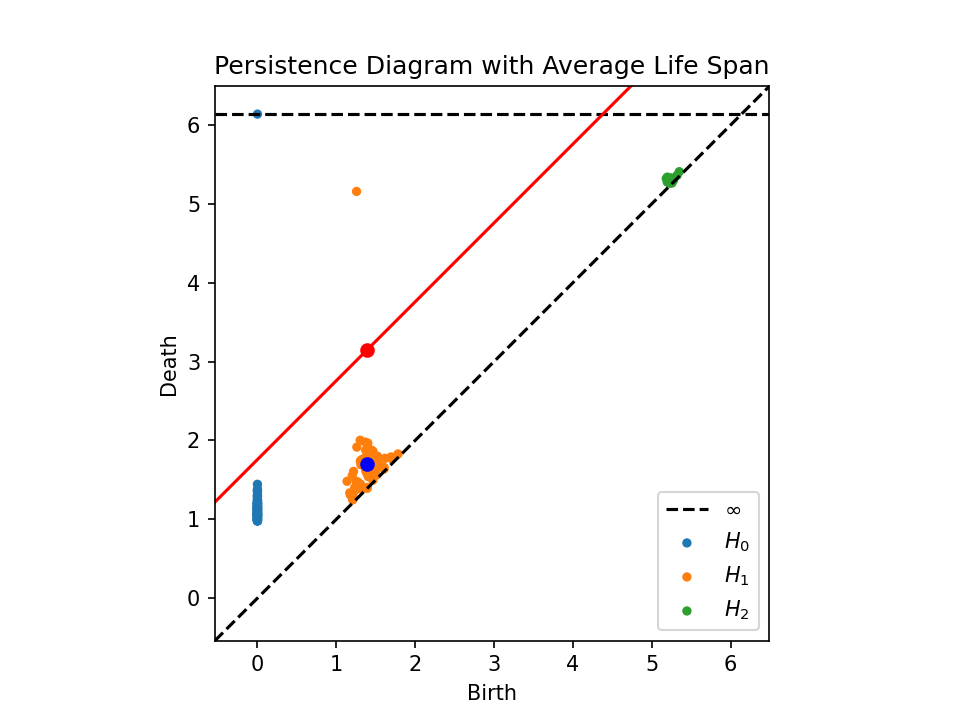 Persistence Diagram with Average Life Span
6
5
4
3
2
1
0
Death
∞
H₀
H₁
H₂
0 1 2 3 4 5 6
Birth